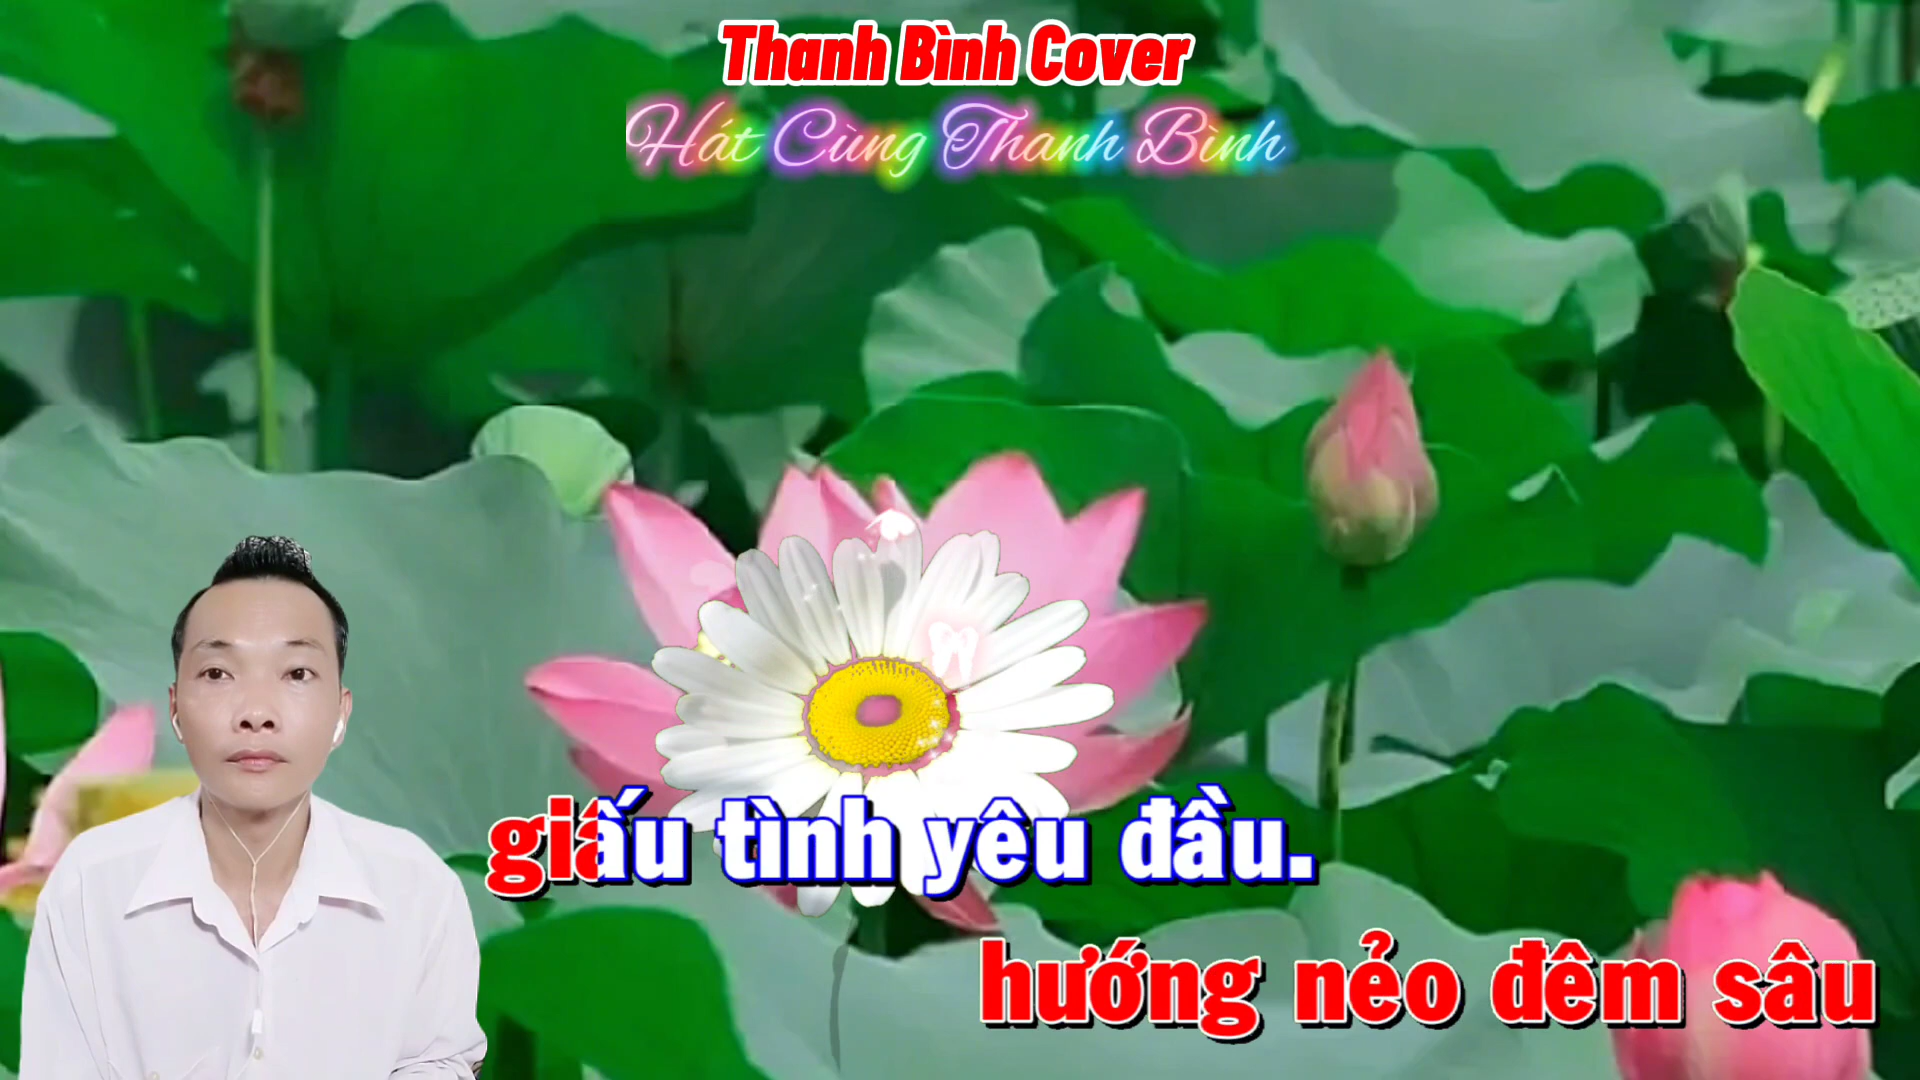 Thanh Bình Cover
Hát Cùng Thanh Bình
giấu tình yêu đầu.
hướng nẻo đêm sâu